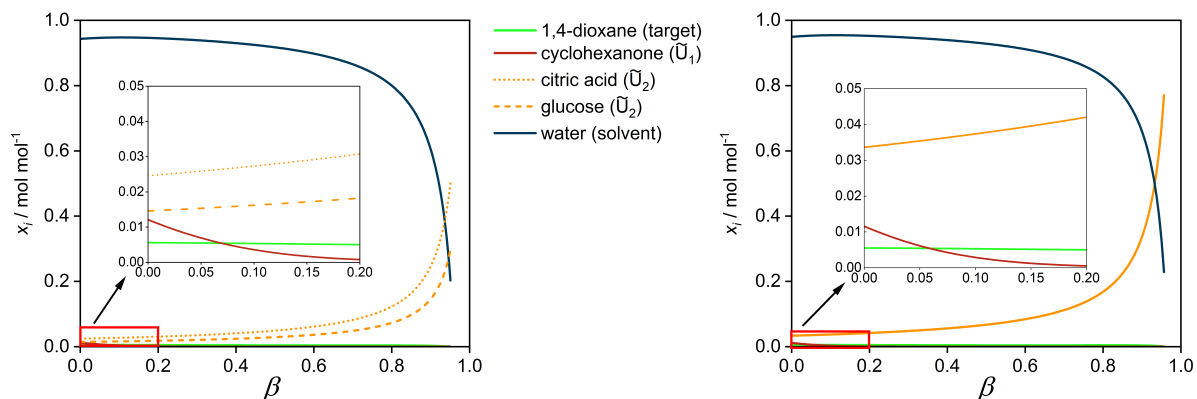 1.0
0.8
0.6
0.4
0.2
0.0
x_i / mol mol⁻¹
0.0 0.2 0.4 0.6 0.8 1.0
β
0.05
0.04
0.03
0.02
0.01
0.00
0.00 0.05 0.10 0.15 0.20
1,4-dioxane (target)
cyclohexanone (Ũ₁)
citric acid (Ũ₂)
glucose (Ũ₂)
water (solvent)
1.0
0.8
0.6
0.4
0.2
0.0
x_i / mol mol⁻¹
0.0 0.2 0.4 0.6 0.8 1.0
β
0.05
0.04
0.03
0.02
0.01
0.00
0.00 0.05 0.10 0.15 0.20